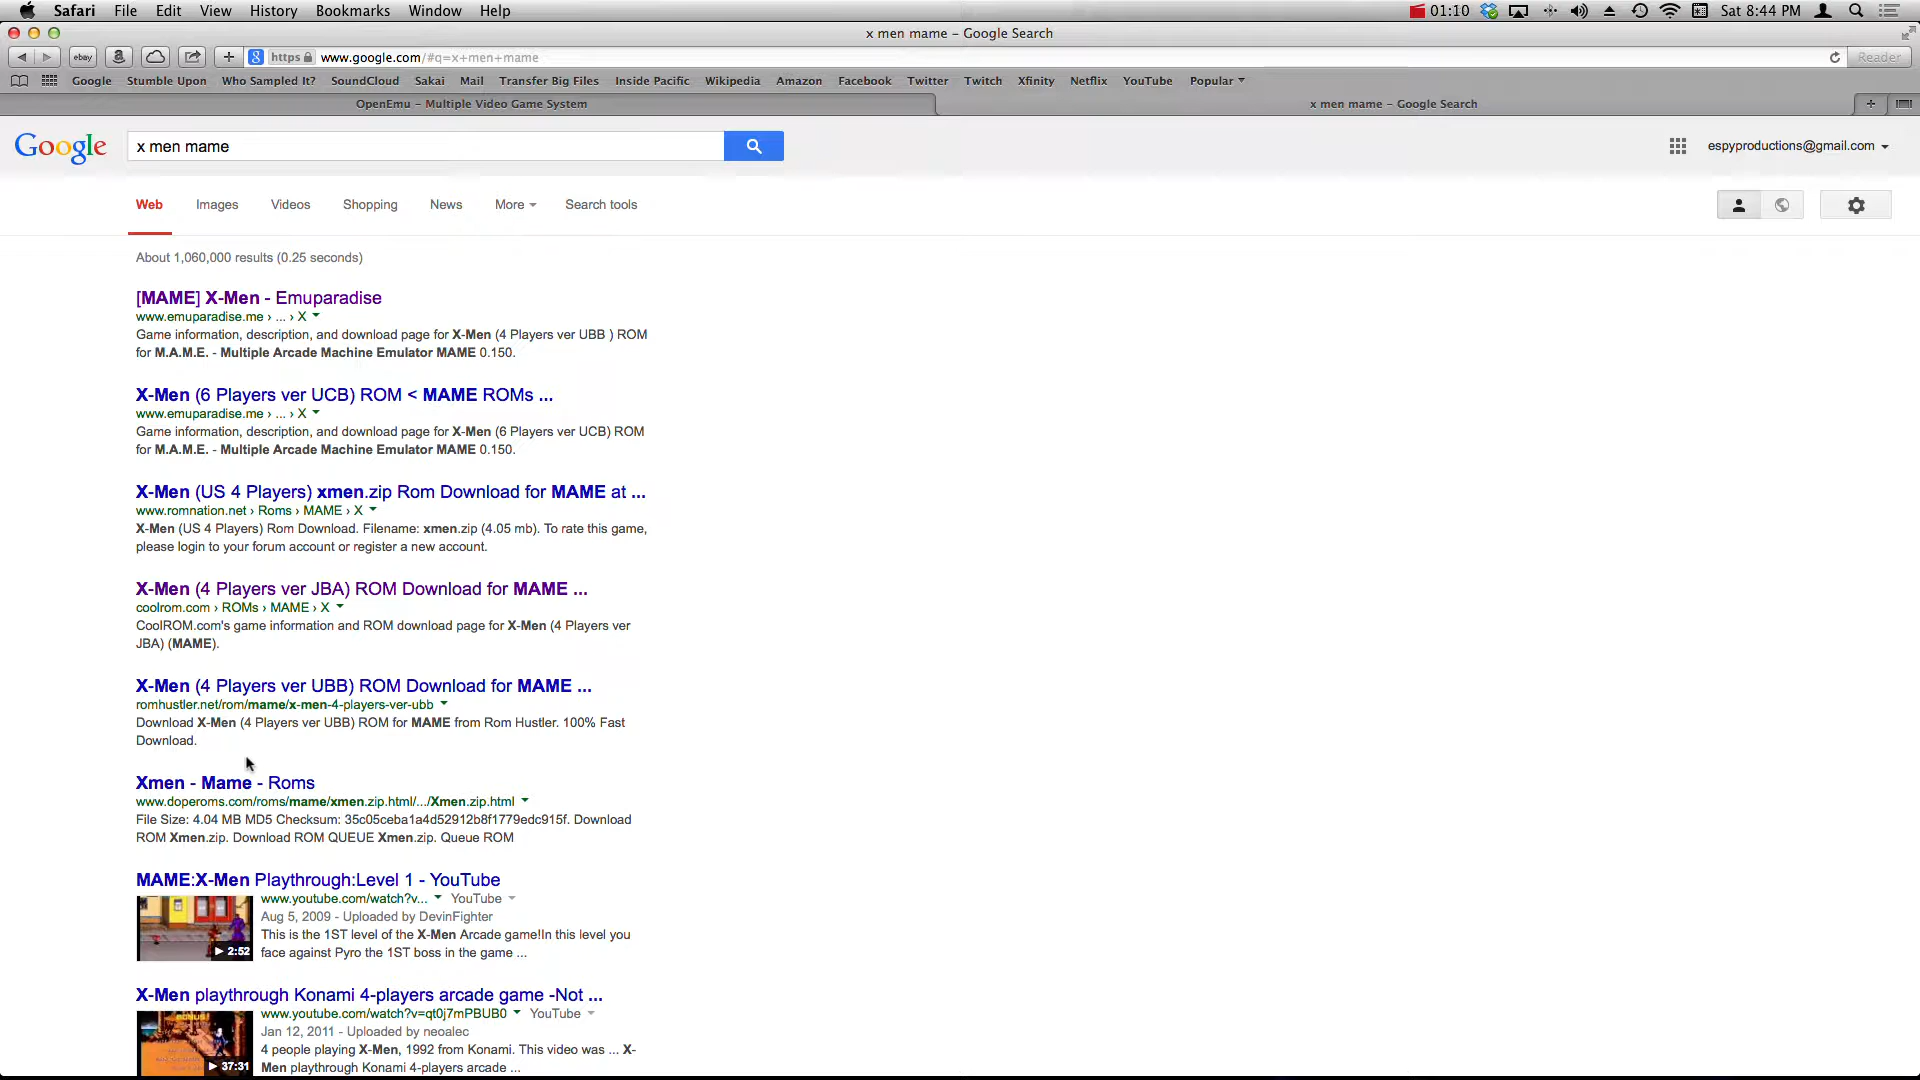 Safari File Edit View History Bookmarks Window Help 01:10 Sat 8:44 PM
x men mame – Google Search
ebay a https www.google.com/#q=x+men+mame Reader
Google Stumble Upon Who Sampled It? SoundCloud Sakai Mail Transfer Big Files Inside Pacific Wikipedia Amazon Facebook Twitter Twitch Xfinity Netflix YouTube Popular
OpenEmu – Multiple Video Game System x men mame – Google Search
Google x men mame espyproductions@gmail.com
Web Images Videos Shopping News More Search tools
About 1,060,000 results (0.25 seconds)
[MAME] X-Men - Emuparadise
www.emuparadise.me › ... › X
Game information, description, and download page for X-Men (4 Players ver UBB ) ROM
for M.A.M.E. - Multiple Arcade Machine Emulator MAME 0.150.
X-Men (6 Players ver UCB) ROM < MAME ROMs ...
www.emuparadise.me › ... › X
Game information, description, and download page for X-Men (6 Players ver UCB) ROM
for M.A.M.E. - Multiple Arcade Machine Emulator MAME 0.150.
X-Men (US 4 Players) xmen.zip Rom Download for MAME at ...
www.romnation.net › Roms › MAME › X
X-Men (US 4 Players) Rom Download. Filename: xmen.zip (4.05 mb). To rate this game,
please login to your forum account or register a new account.
X-Men (4 Players ver JBA) ROM Download for MAME ...
coolrom.com › ROMs › MAME › X
CoolROM.com's game information and ROM download page for X-Men (4 Players ver
JBA) (MAME).
X-Men (4 Players ver UBB) ROM Download for MAME ...
romhustler.net/rom/mame/x-men-4-players-ver-ubb
Download X-Men (4 Players ver UBB) ROM for MAME from Rom Hustler. 100% Fast
Download.
Xmen - Mame - Roms
www.doperoms.com/roms/mame/xmen.zip.html/.../Xmen.zip.html
File Size: 4.04 MB MD5 Checksum: 35c05ceba1a4d52912b8f1779edc915f. Download
ROM Xmen.zip. Download ROM QUEUE Xmen.zip. Queue ROM
MAME:X-Men Playthrough:Level 1 - YouTube
www.youtube.com/watch?v... YouTube
Aug 5, 2009 - Uploaded by DevinFighter
This is the 1ST level of the X-Men Arcade game!In this level you
2:52 face against Pyro the 1ST boss in the game ...
X-Men playthrough Konami 4-players arcade game -Not ...
www.youtube.com/watch?v=qt0j7mPBUB0 YouTube
Jan 12, 2011 - Uploaded by neoalec
4 people playing X-Men, 1992 from Konami. This video was ... X-
37:31 Men playthrough Konami 4-players arcade ...